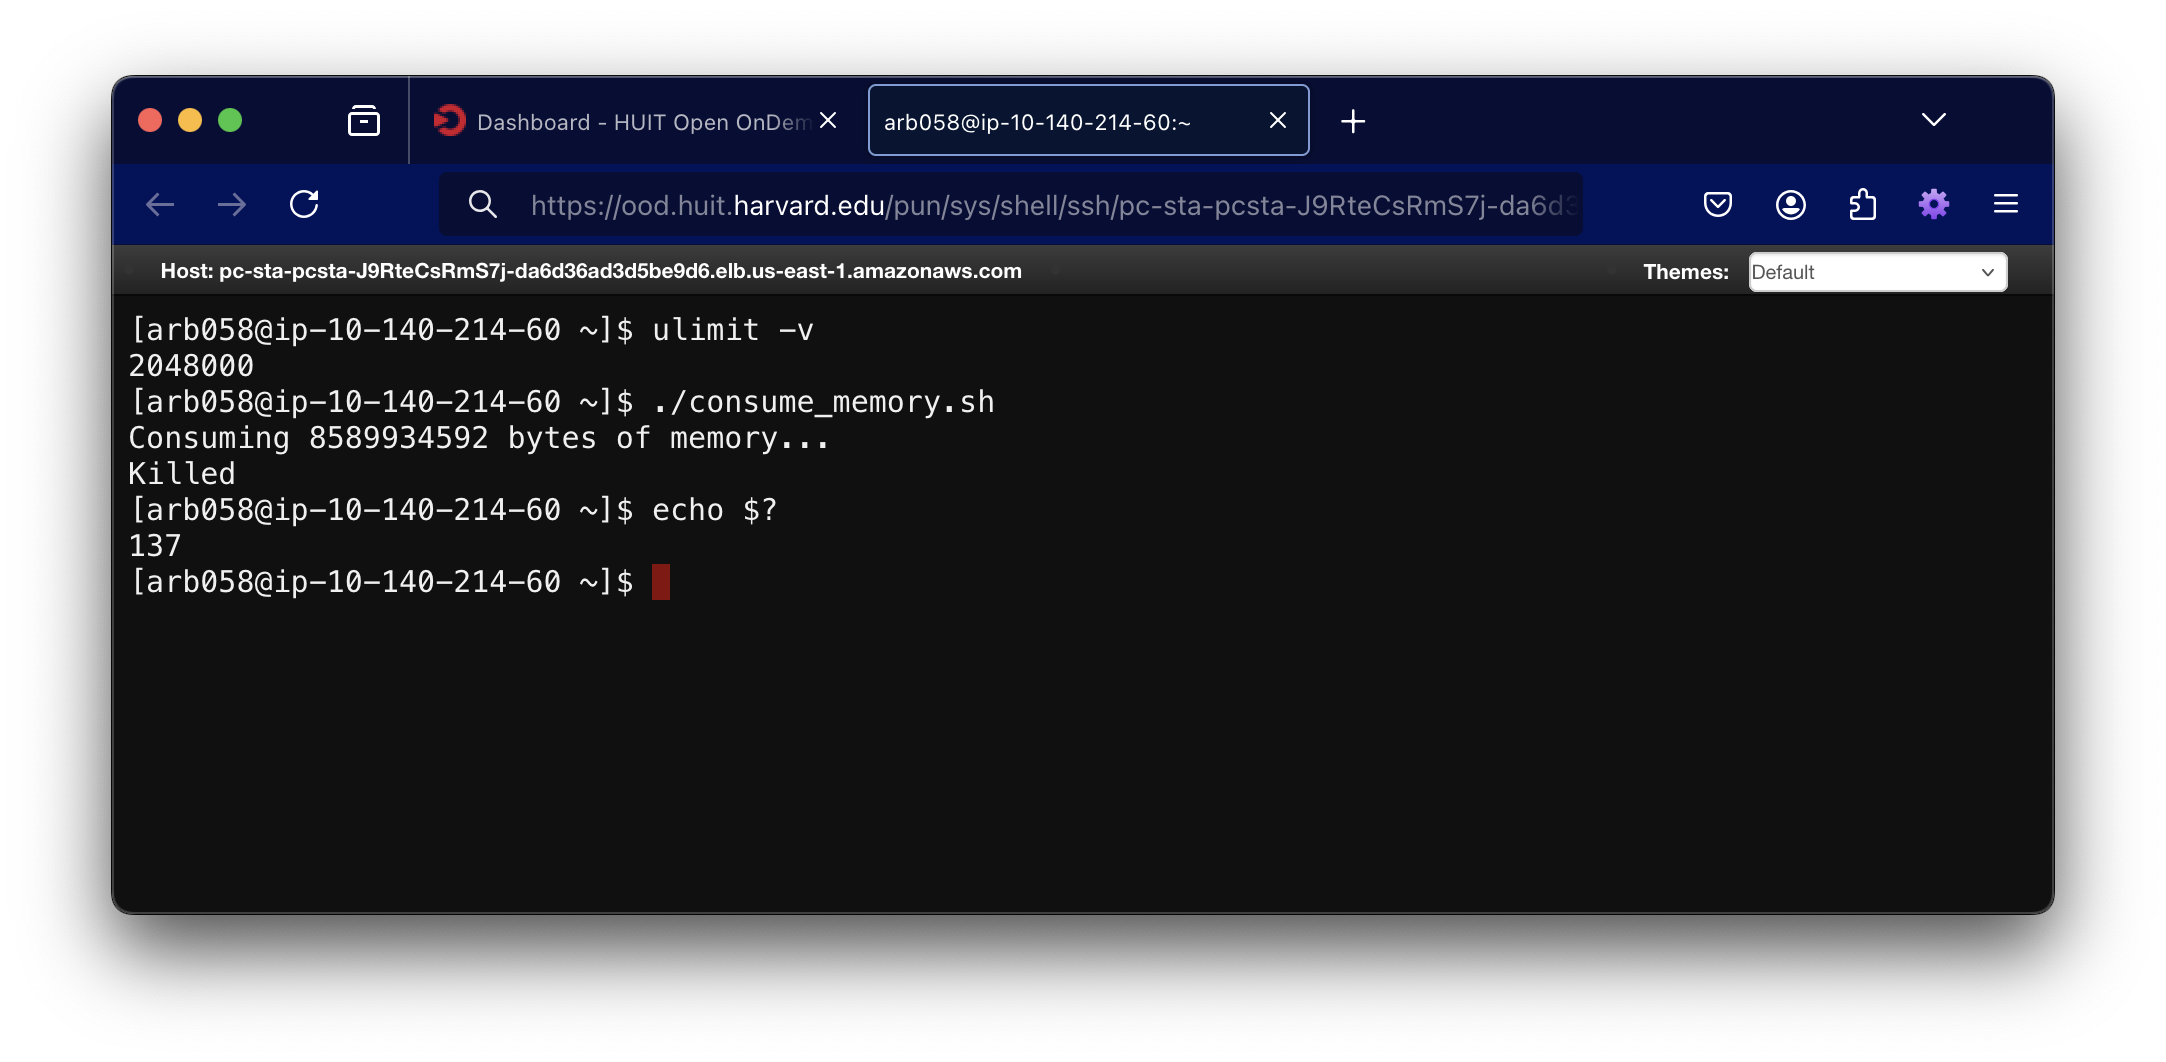 Dashboard - HUIT Open OnDem
arb058@ip-10-140-214-60:~
https://ood.huit.harvard.edu/pun/sys/shell/ssh/pc-sta-pcsta-J9RteCsRmS7j-da6d3
Host: pc-sta-pcsta-J9RteCsRmS7j-da6d36ad3d5be9d6.elb.us-east-1.amazonaws.com
Themes: Default
[arb058@ip-10-140-214-60 ~]$ ulimit -v
2048000
[arb058@ip-10-140-214-60 ~]$ ./consume_memory.sh
Consuming 8589934592 bytes of memory...
Killed
[arb058@ip-10-140-214-60 ~]$ echo $?
137
[arb058@ip-10-140-214-60 ~]$